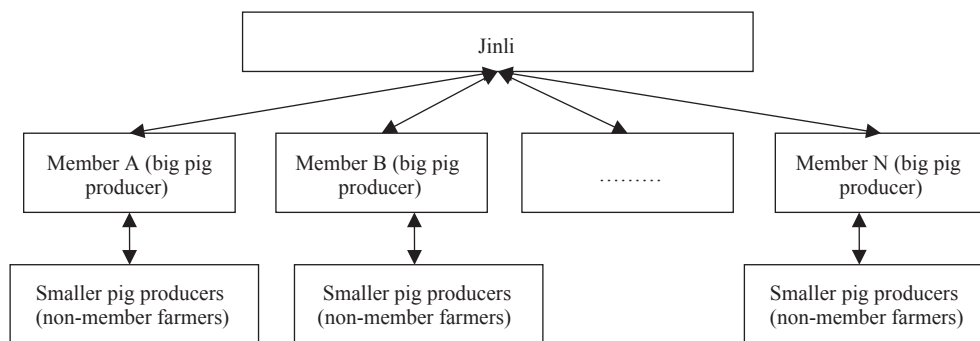 Jinli
Member A (big pig
producer)
Member B (big pig
producer)
.........
Member N (big pig
producer)
Smaller pig producers
(non-member farmers)
Smaller pig producers
(non-member farmers)
Smaller pig producers
(non-member farmers)